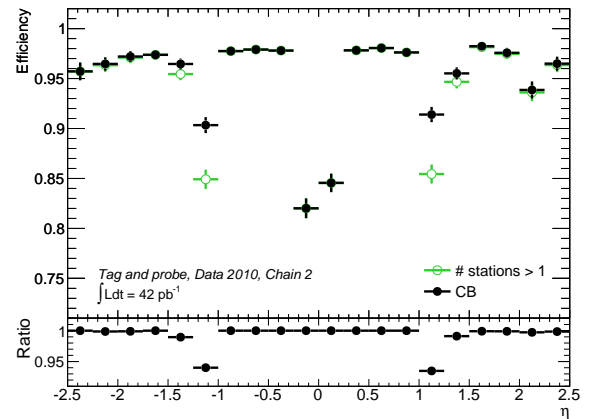 Efficiency
1
0.95
0.9
0.85
0.8
0.75
Tag and probe, Data 2010, Chain 2
∫Ldt = 42 pb⁻¹
# stations > 1
CB
Ratio
1
0.95
-2.5 -2 -1.5 -1 -0.5 0 0.5 1 1.5 2 2.5
η